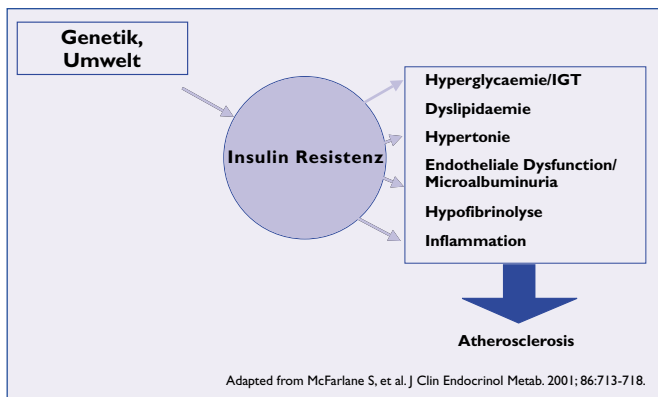 Genetik,
Umwelt
Insulin Resistenz
Hyperglycaemie/IGT
Dyslipidaemie
Hypertonie
Endotheliale Dysfunction/
Microalbuminuria
Hypofibrinolyse
Inflammation
Atherosclerosis
Adapted from McFarlane S, et al. J Clin Endocrinol Metab. 2001; 86:713-718.